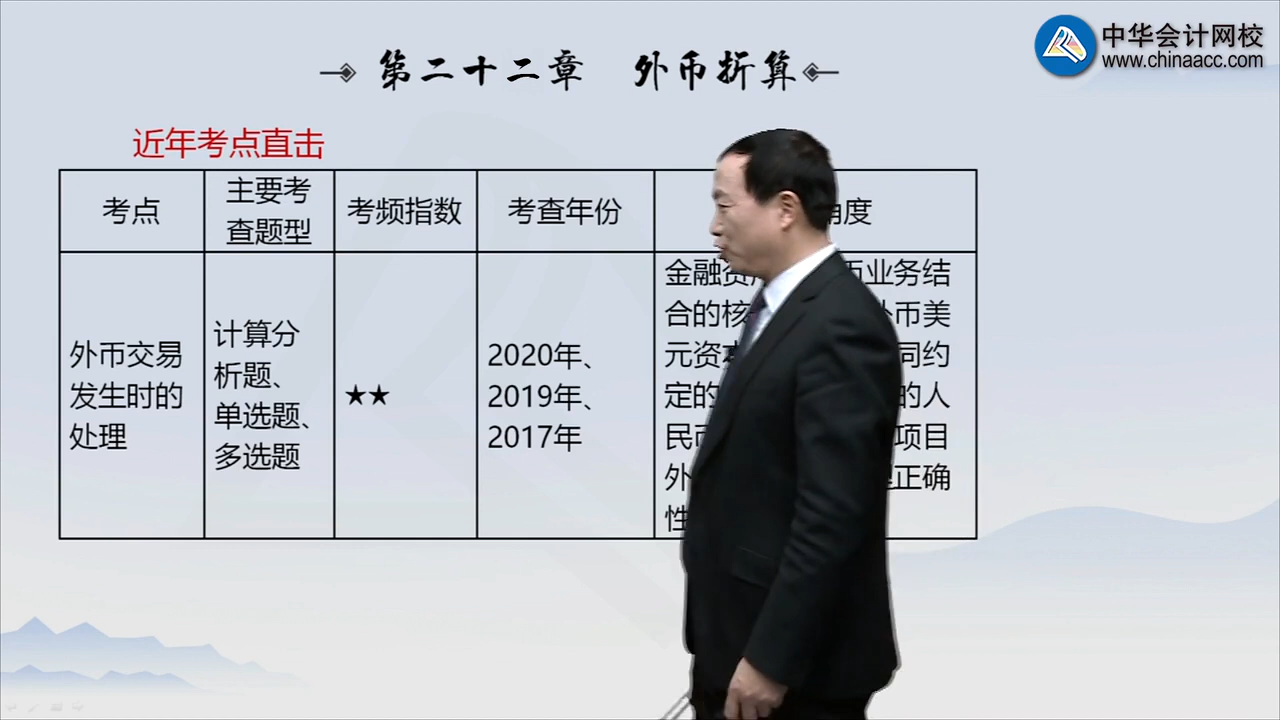 中华会计网校
www.chinaacc.com
第二十二章 外币折算
近年考点直击
考点
主要考
查题型
考频指数
考查年份
角度
外币交易
发生时的
处理
计算分
析题、
单选题、
多选题
★★
2020年、
2019年、
2017年
金融资 业务结
合的核 外币美
元资 同约
定的 的人
民 项目
外 正确
性